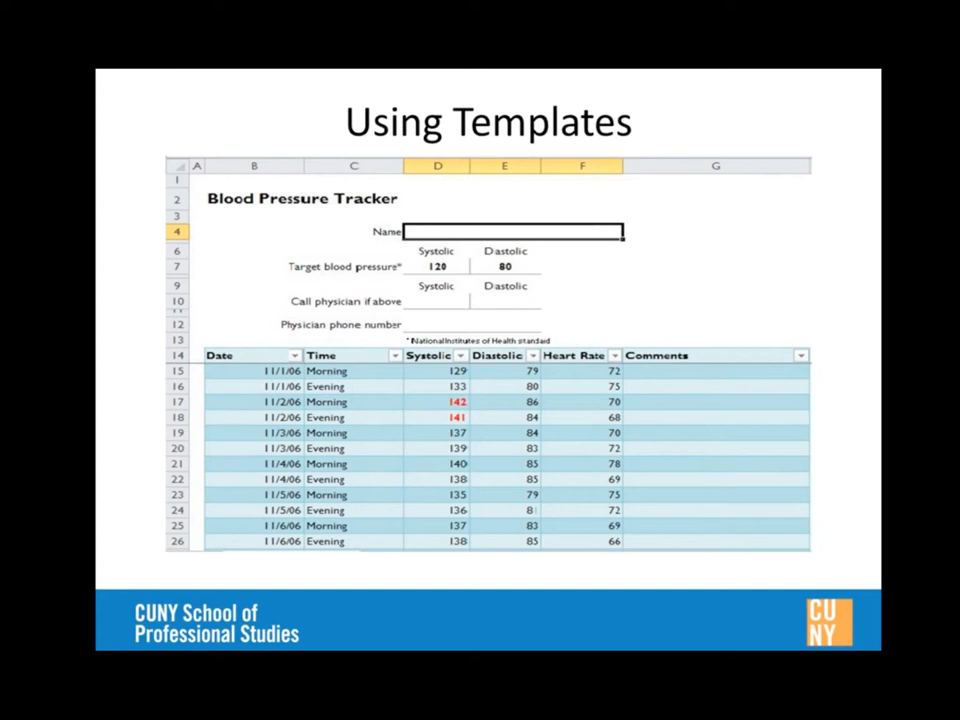 Using Templates
A B C D E F G
1
2 Blood Pressure Tracker
3
4 Name
6 Systolic Diastolic
7 Target blood pressure* 120 80
9 Systolic Diastolic
10 Call physician if above
11
12 Physician phone number
13 * National Institutes of Health standard
14 Date Time Systolic Diastolic Heart Rate Comments
15 11/1/06 Morning 129 79 72
16 11/1/06 Evening 133 80 75
17 11/2/06 Morning 142 86 70
18 11/2/06 Evening 141 84 68
19 11/3/06 Morning 137 84 70
20 11/3/06 Evening 139 83 72
21 11/4/06 Morning 140 85 78
22 11/4/06 Evening 138 85 69
23 11/5/06 Morning 135 79 75
24 11/5/06 Evening 136 81 72
25 11/6/06 Morning 137 83 69
26 11/6/06 Evening 138 85 66
CUNY School of
Professional Studies
CU
NY